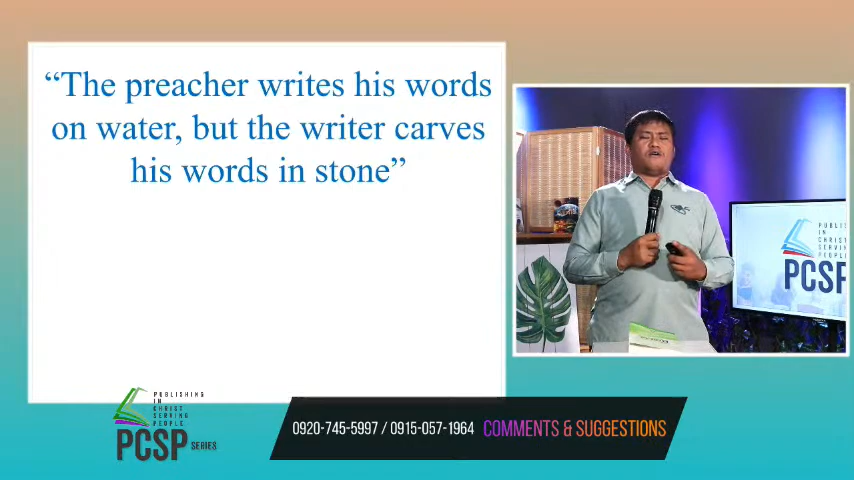 “The preacher writes his words
on water, but the writer carves
his words in stone”
PUBLIS
IN
CHRIST
SERVING
PEOPLE
PCSP
PUBLISHING
IN
CHRIST
SERVING
PEOPLE
PCSP SERIES
0920-745-5997 / 0915-057-1964 COMMENTS & SUGGESTIONS